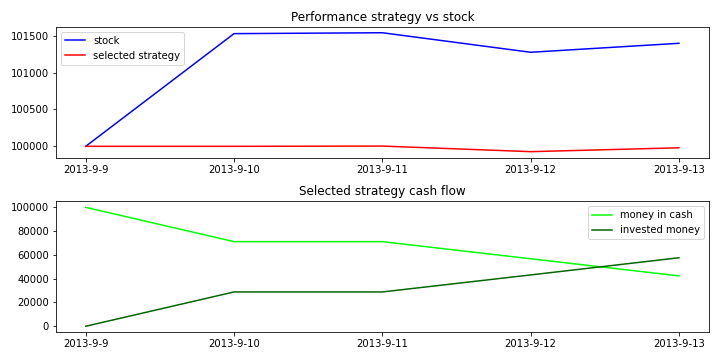 Performance strategy vs stock
101500
101000
100500
100000
stock
selected strategy
2013-9-9 2013-9-10 2013-9-11 2013-9-12 2013-9-13
Selected strategy cash flow
100000
80000
60000
40000
20000
0
money in cash
invested money
2013-9-9 2013-9-10 2013-9-11 2013-9-12 2013-9-13